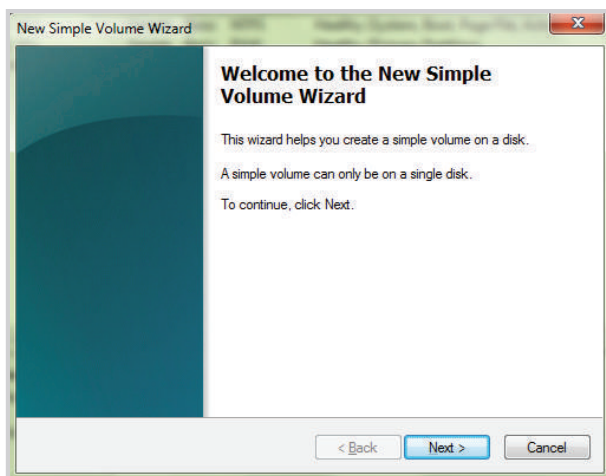 New Simple Volume Wizard
Welcome to the New Simple
Volume Wizard
This wizard helps you create a simple volume on a disk.
A simple volume can only be on a single disk.
To continue, click Next.
< Back
Next >
Cancel